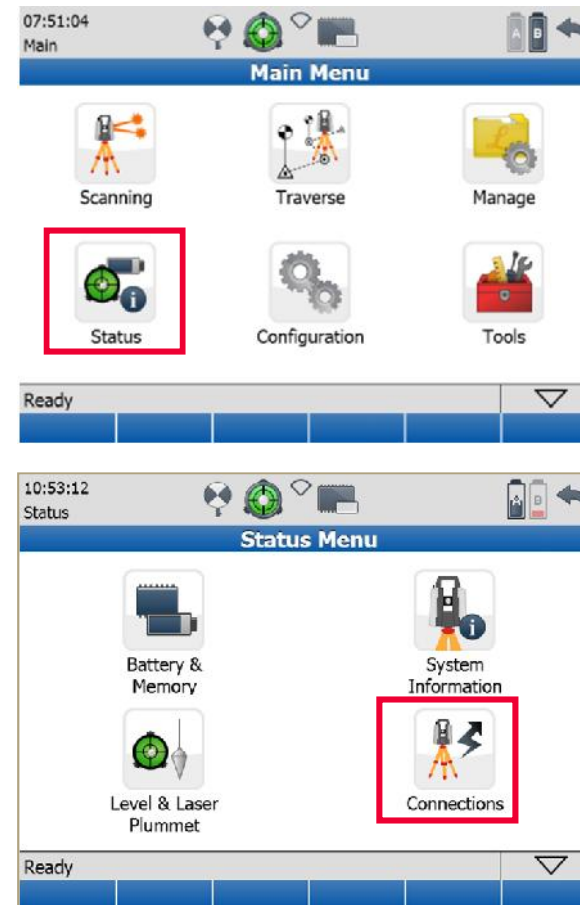 07:51:04
Main
A B
Main Menu
Scanning Traverse Manage
Status Configuration Tools
Ready
10:53:12
Status
B
Status Menu
Battery & System
Memory Information
Level & Laser Connections
Plummet
Ready